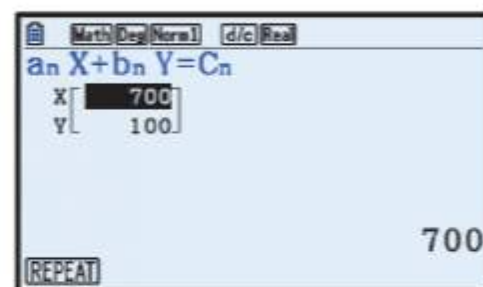 Math Deg Norm1 d/c Real
an X+bn Y=Cn
X 700
Y 100
700
REPEAT